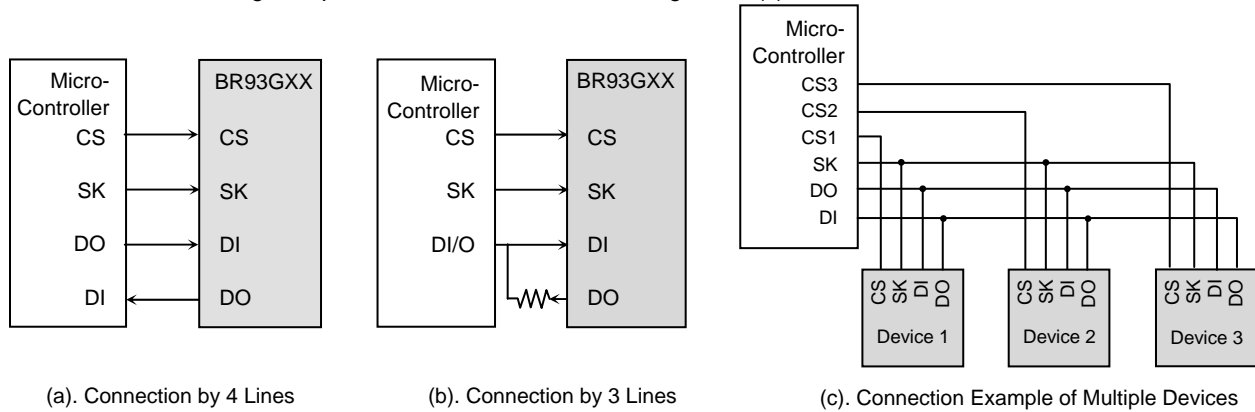 Micro-
Controller
CS
SK
DO
DI
BR93GXX
CS
SK
DI
DO
(a). Connection by 4 Lines
Micro-
Controller
CS
SK
DI/O
BR93GXX
CS
SK
DI
DO
(b). Connection by 3 Lines
Micro-
Controller
CS3
CS2
CS1
SK
DO
DI
CS
SK
DI
DO
Device 1
CS
SK
DI
DO
Device 2
CS
SK
DI
DO
Device 3
(c). Connection Example of Multiple Devices